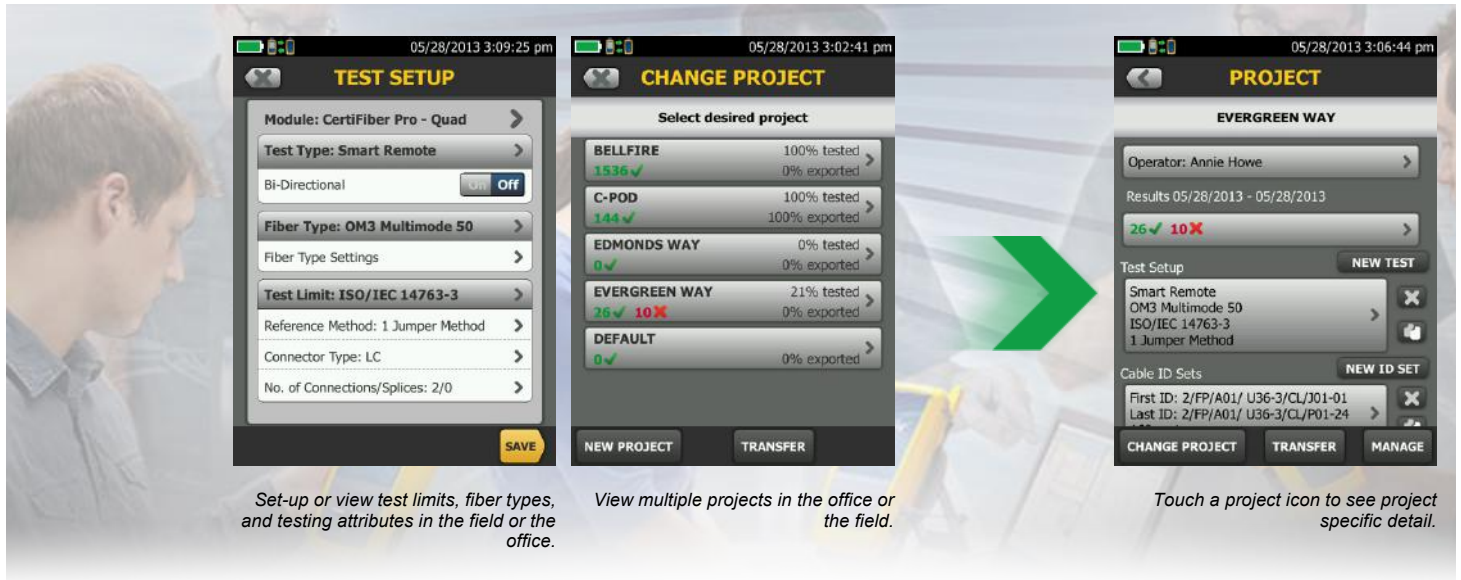 05/28/2013 3:09:25 pm
TEST SETUP
Module: CertiFiber Pro - Quad
Test Type: Smart Remote
Bi-Directional
On Off
Fiber Type: OM3 Multimode 50
Fiber Type Settings
Test Limit: ISO/IEC 14763-3
Reference Method: 1 Jumper Method
Connector Type: LC
No. of Connections/Splices: 2/0
SAVE
Set-up or view test limits, fiber types,
and testing attributes in the field or the
office.
05/28/2013 3:02:41 pm
CHANGE PROJECT
Select desired project
BELLFIRE 100% tested
1536 ✓ 0% exported
C-POD 100% tested
144 ✓ 100% exported
EDMONDS WAY 0% tested
0 ✓ 0% exported
EVERGREEN WAY 21% tested
26 ✓ 10 ✗ 0% exported
DEFAULT
0 ✓ 0% exported
NEW PROJECT TRANSFER
View multiple projects in the office or
the field.
05/28/2013 3:06:44 pm
PROJECT
EVERGREEN WAY
Operator: Annie Howe
Results 05/28/2013 - 05/28/2013
26 ✓ 10 ✗
Test Setup NEW TEST
Smart Remote
OM3 Multimode 50
ISO/IEC 14763-3
1 Jumper Method
Cable ID Sets NEW ID SET
First ID: 2/FP/A01/ U36-3/CL/J01-01
Last ID: 2/FP/A01/ U36-3/CL/P01-24
CHANGE PROJECT TRANSFER MANAGE
Touch a project icon to see project
specific detail.